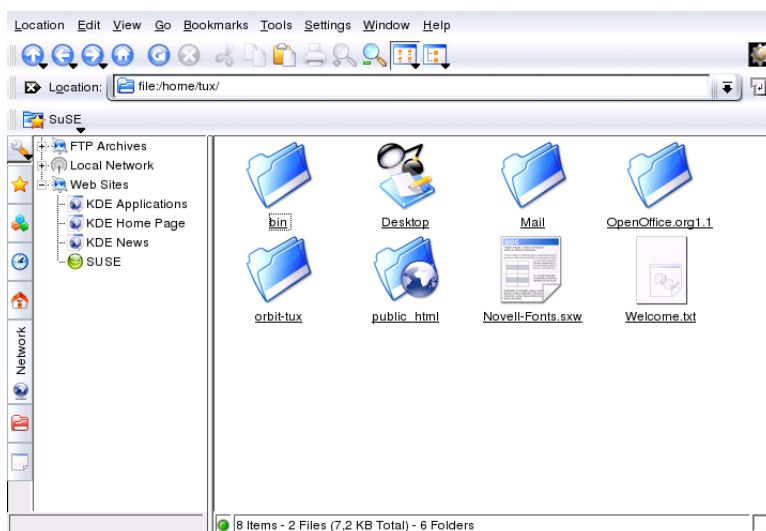 Location Edit View Go Bookmarks Tools Settings Window Help
Location: file:/home/tux/
SuSE
FTP Archives
Local Network
Web Sites
KDE Applications
KDE Home Page
KDE News
SUSE
Network
bin Desktop Mail OpenOffice.org1.1
DOC
orbit-tux public_html Novell-Fonts.sxw Welcome.txt
8 Items - 2 Files (7,2 KB Total) - 6 Folders